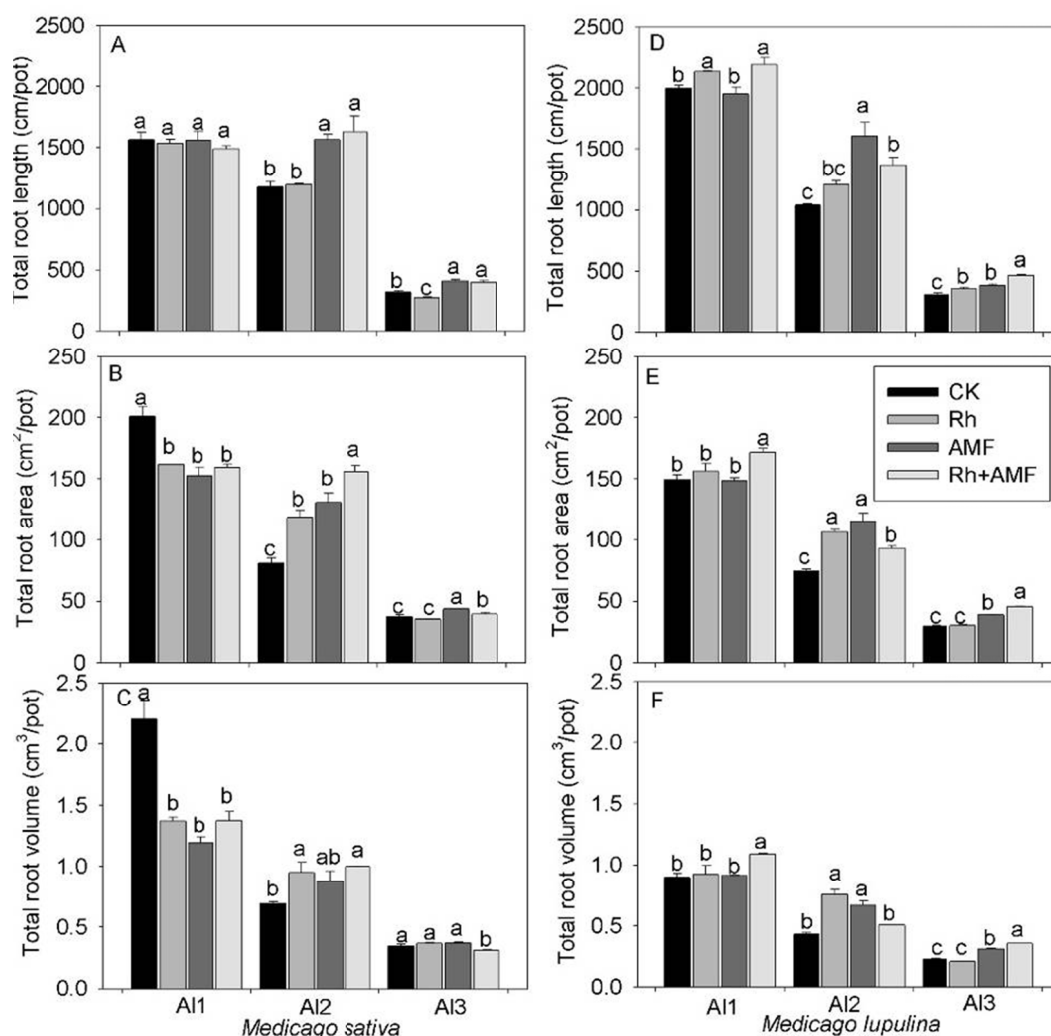 A
Total root length (cm/pot)
2500
2000
1500
1000
500
0
a a a a
b b a a
b c a a
D
Total root length (cm/pot)
2500
2000
1500
1000
500
0
b a b a
c bc a b
c b b a
B
Total root area (cm²/pot)
250
200
150
100
50
0
a b b b
c b b a
c c a b
E
Total root area (cm²/pot)
250
200
150
100
50
0
b b b a
c a a b
c c b a
CK
Rh
AMF
Rh+AMF
C
Total root volume (cm³/pot)
2.5
2.0
1.5
1.0
0.5
0.0
a b b b
b a ab a
a a a b
Al1 Al2 Al3
Medicago sativa
F
Total root volume (cm³/pot)
2.5
2.0
1.5
1.0
0.5
0.0
b b b a
c a a b
c c b a
Al1 Al2 Al3
Medicago lupulina